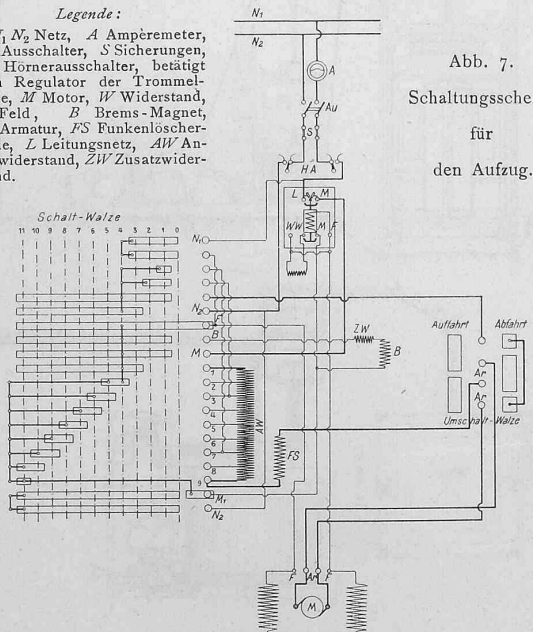 Legende:
N₁ N₂ Netz, A Ampèremeter,
Ausschalter, S Sicherungen,
Hörnerausschalter, betätigt
Regulator der Trommel-
M Motor, W Widerstand,
Feld, B Brems-Magnet,
Armatur, FS Funkenlöscher-
L Leitungsnetz, AW An-
widerstand, ZW Zusatzwider-
Abb. 7.
Schaltungssche
für
den Aufzug.
N₁
N₂
A
Au
S
HA
L M
WW M F
Schalt-Walze
11 10 9 8 7 6 5 4 3 2 1 0
N₁
N₂
F
B
M
1
2
3
4
5
6
7
8
9
M₁
N₂
AW
ZW
B
FS
Auffahrt Abfahrt
Ar
Ar
Umschalt-Walze
F Ar F
M